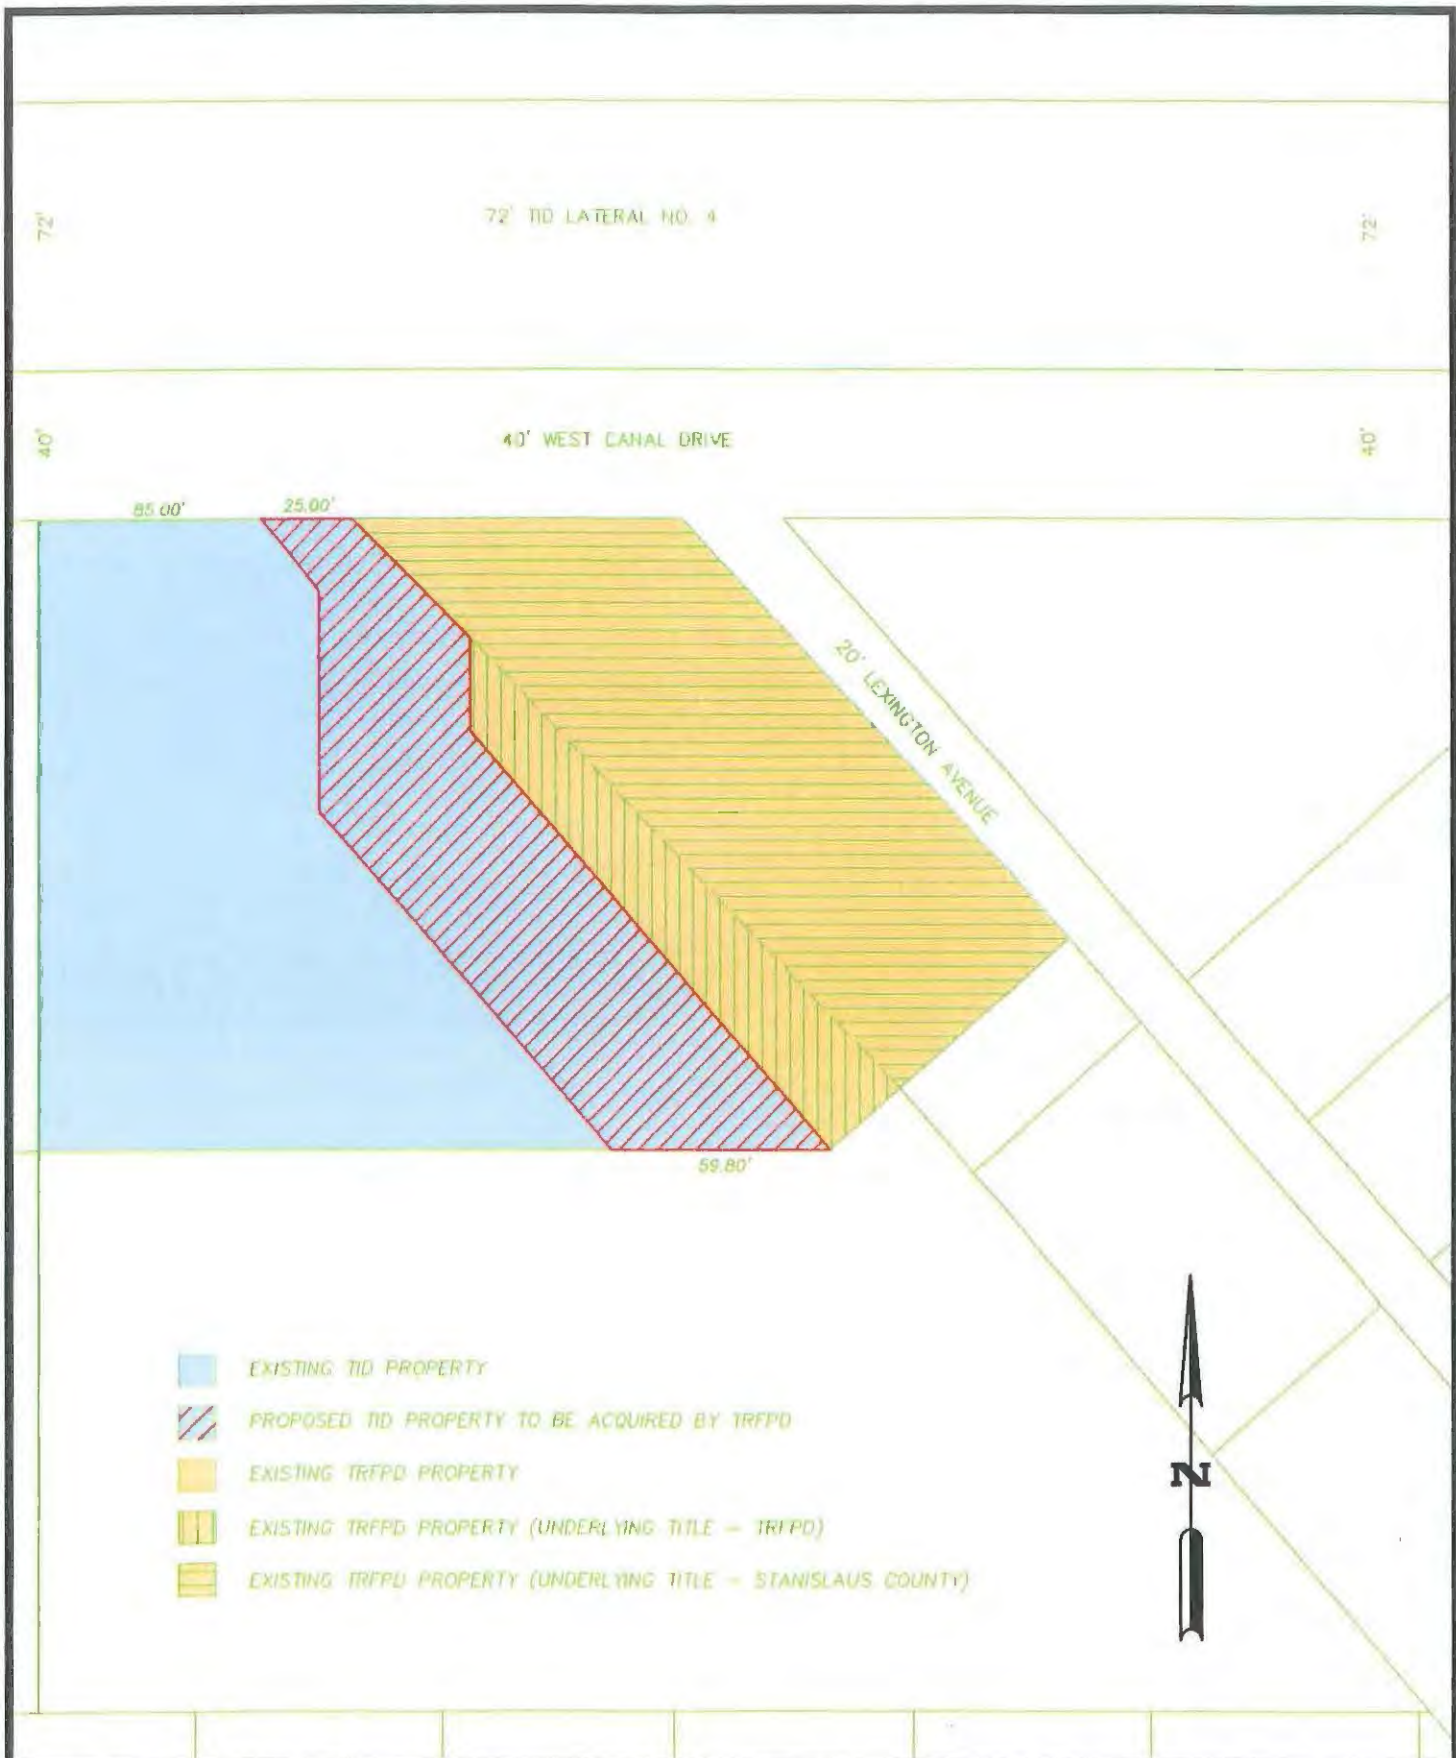 72' TID LATERAL NO. 4
72'
72'
40' WEST CANAL DRIVE
40'
40'
85.00'
25.00'
20' LEXINGTON AVENUE
59.80'
EXISTING TID PROPERTY
PROPOSED TID PROPERTY TO BE ACQUIRED BY TRFPD
EXISTING TRFPD PROPERTY
EXISTING TRFPD PROPERTY (UNDERLYING TITLE - TRFPD)
EXISTING TRFPD PROPERTY (UNDERLYING TITLE - STANISLAUS COUNTY)
N